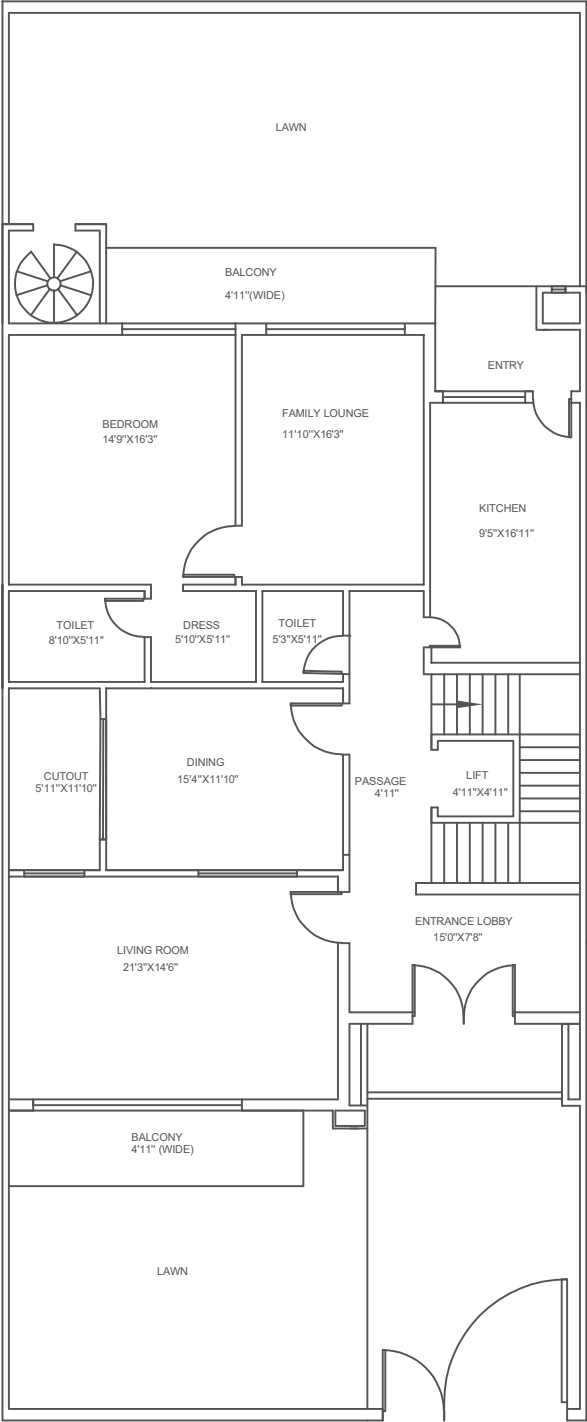 LAWN
BALCONY
4'11"(WIDE)
ENTRY
BEDROOM
14'9"X16'3"
FAMILY LOUNGE
11'10"X16'3"
KITCHEN
9'5"X16'11"
TOILET
8'10"X5'11"
DRESS
5'10"X5'11"
TOILET
5'3"X5'11"
CUTOUT
5'11"X11'10"
DINING
15'4"X11'10"
PASSAGE
4'11"
LIFT
4'11"X4'11"
ENTRANCE LOBBY
15'0"X7'8"
LIVING ROOM
21'3"X14'6"
BALCONY
4'11" (WIDE)
LAWN